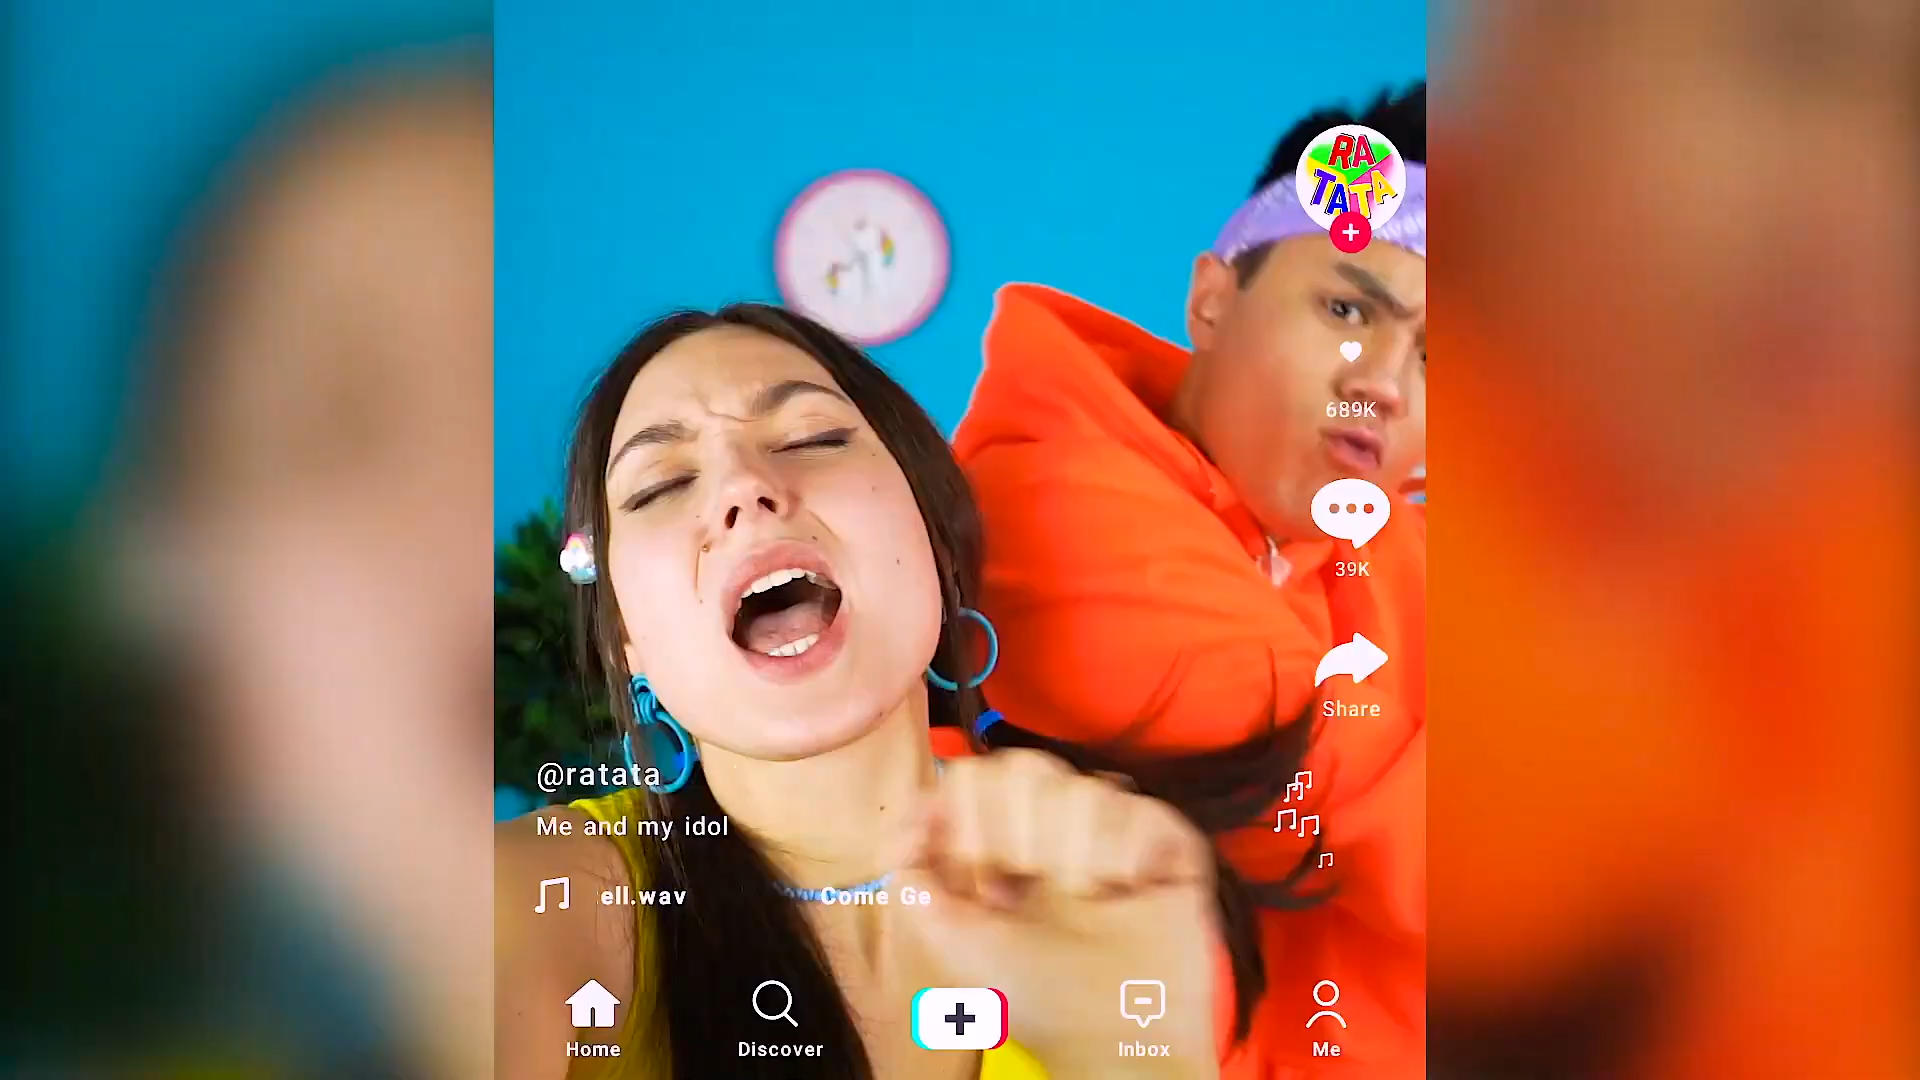 RA
TATA
689K
39K
Share
@ratata
Me and my idol
ell.wav Come Ge
Home Discover Inbox Me